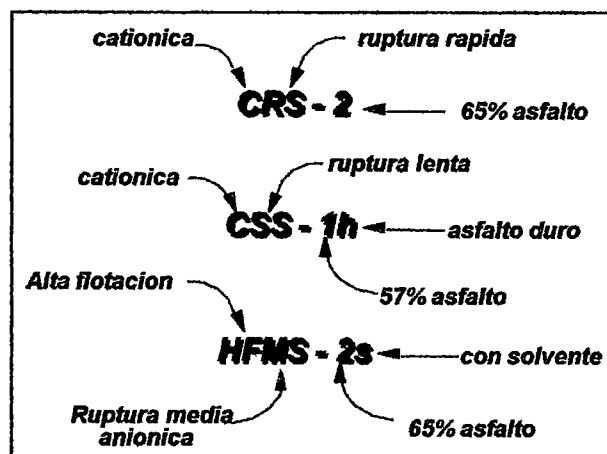 cationica ruptura rapida
CRS - 2 65% asfalto
cationica ruptura lenta
CSS - 1h asfalto duro
57% asfalto
Alta flotacion
HFMS - 2s con solvente
Ruptura media
anionica 65% asfalto